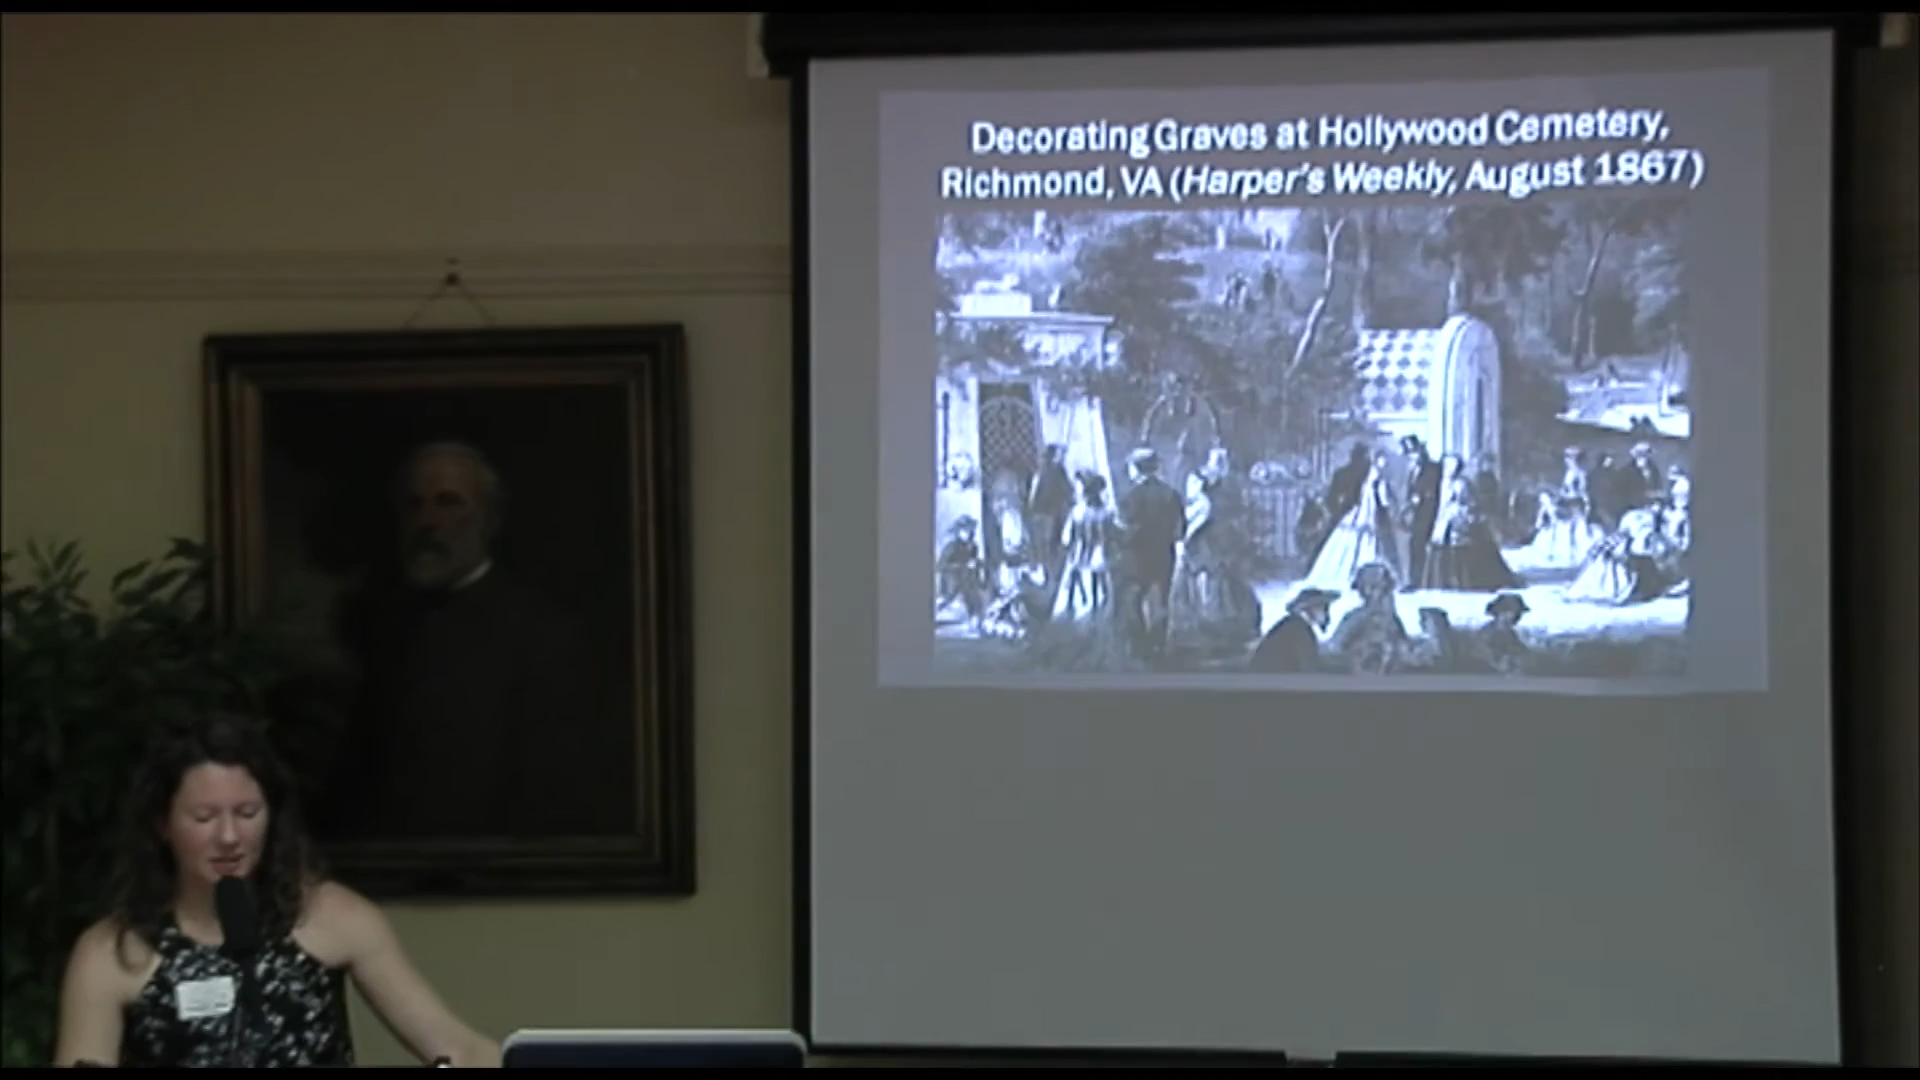 Decorating Graves at Hollywood Cemetery,
Richmond, VA (Harper's Weekly, August 1867)